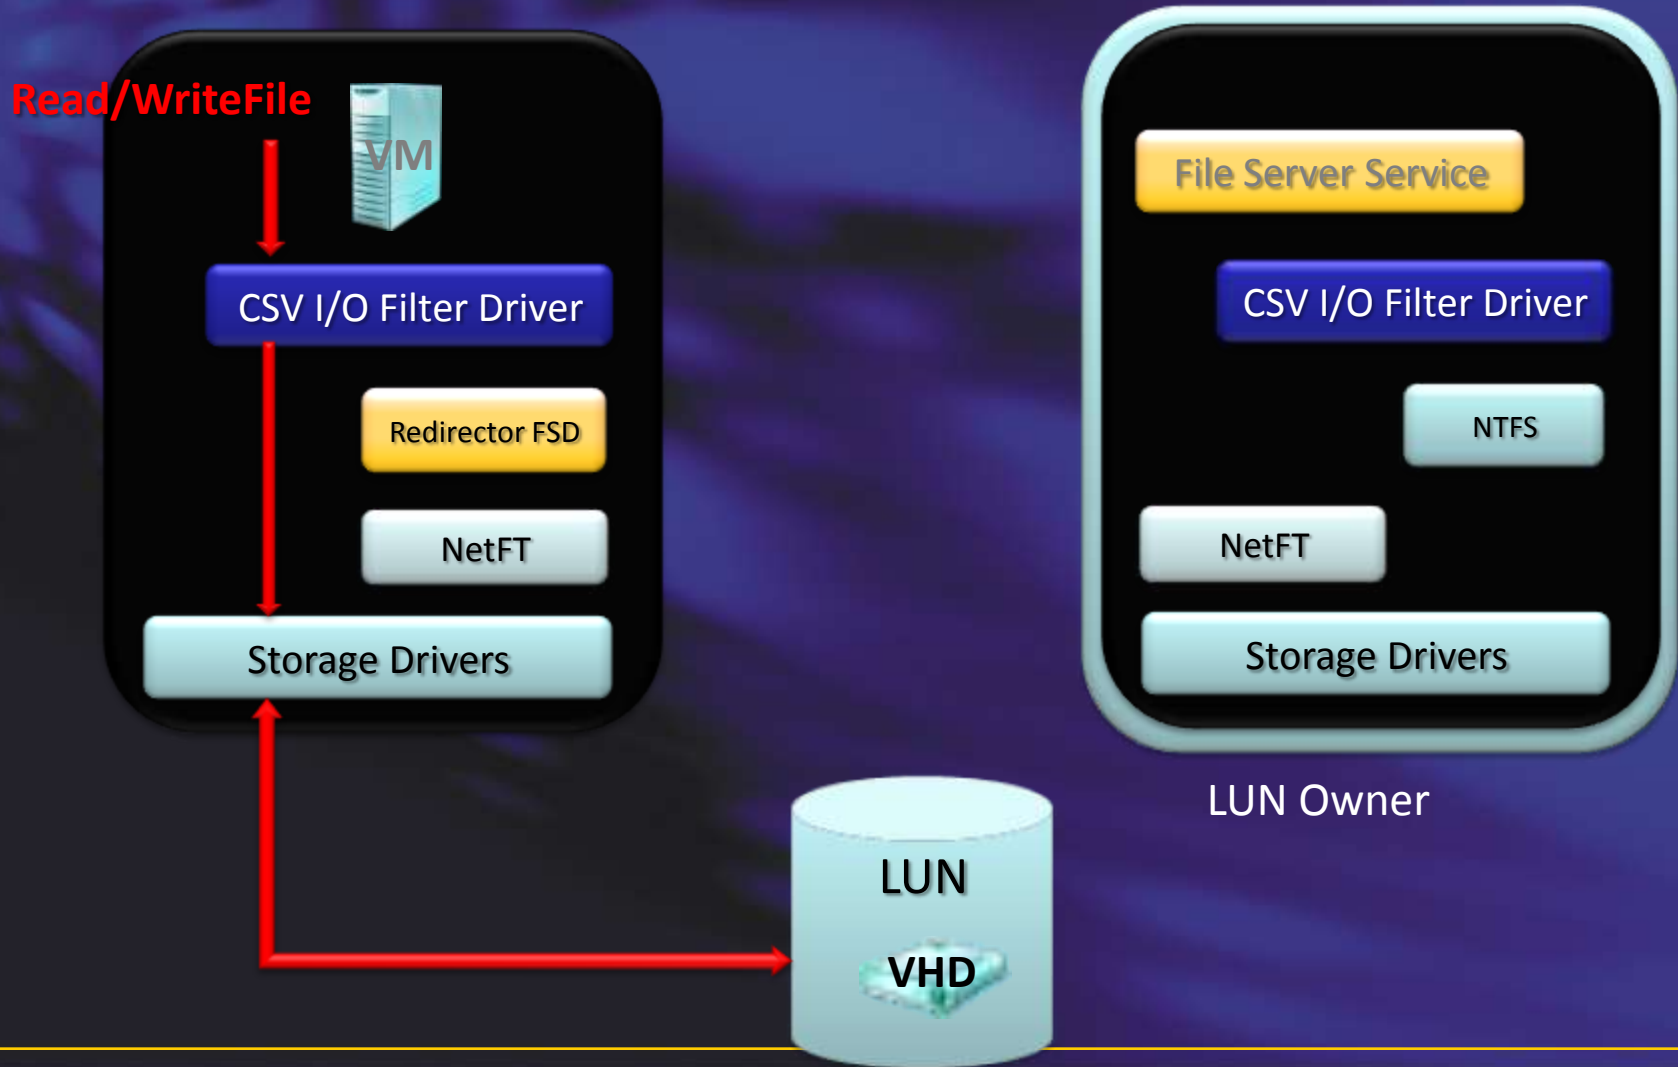 Read/WriteFile
VM
CSV I/O Filter Driver
Redirector FSD
NetFT
Storage Drivers
File Server Service
CSV I/O Filter Driver
NTFS
NetFT
Storage Drivers
LUN Owner
LUN
VHD